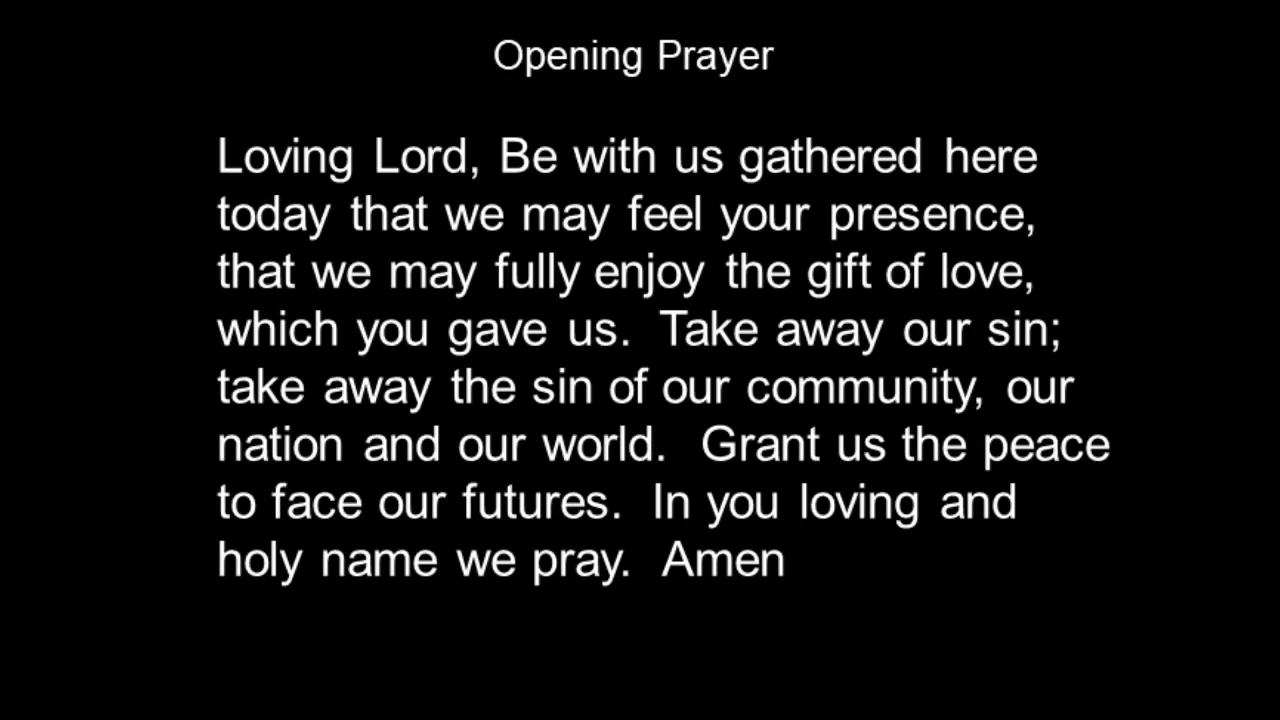 Opening Prayer
Loving Lord, Be with us gathered here
today that we may feel your presence,
that we may fully enjoy the gift of love,
which you gave us.  Take away our sin;
take away the sin of our community, our
nation and our world.  Grant us the peace
to face our futures.  In you loving and
holy name we pray.  Amen